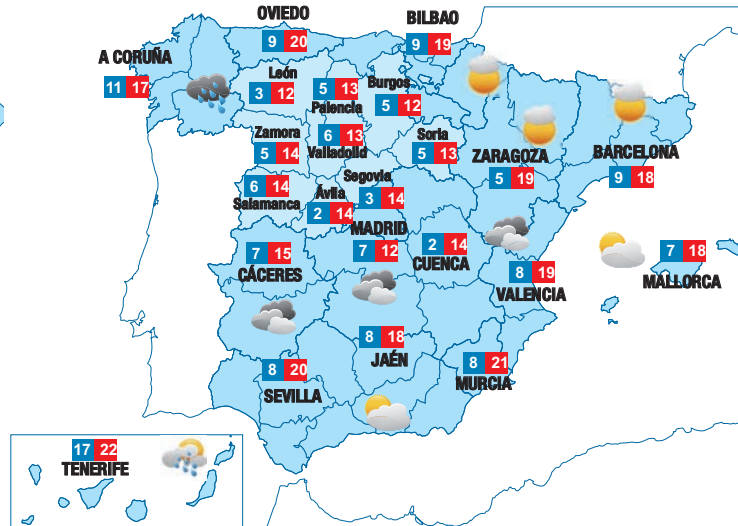 OVIEDO
9 20
BILBAO
9 19
A CORUÑA
11 17
León
3 12
5 13
Palencia
Burgos
5 12
Zamora
5 14
6 13
Valladolid
Soria
5 13
ZARAGOZA
5 19
BARCELONA
9 18
6 14
Salamanca
Ávila
2 14
Segovia
3 14
MADRID
7 12
2 14
CUENCA
7 15
CÁCERES
8 19
VALENCIA
7 18
MALLORCA
8 18
JAÉN
8 21
MURCIA
8 20
SEVILLA
17 22
TENERIFE